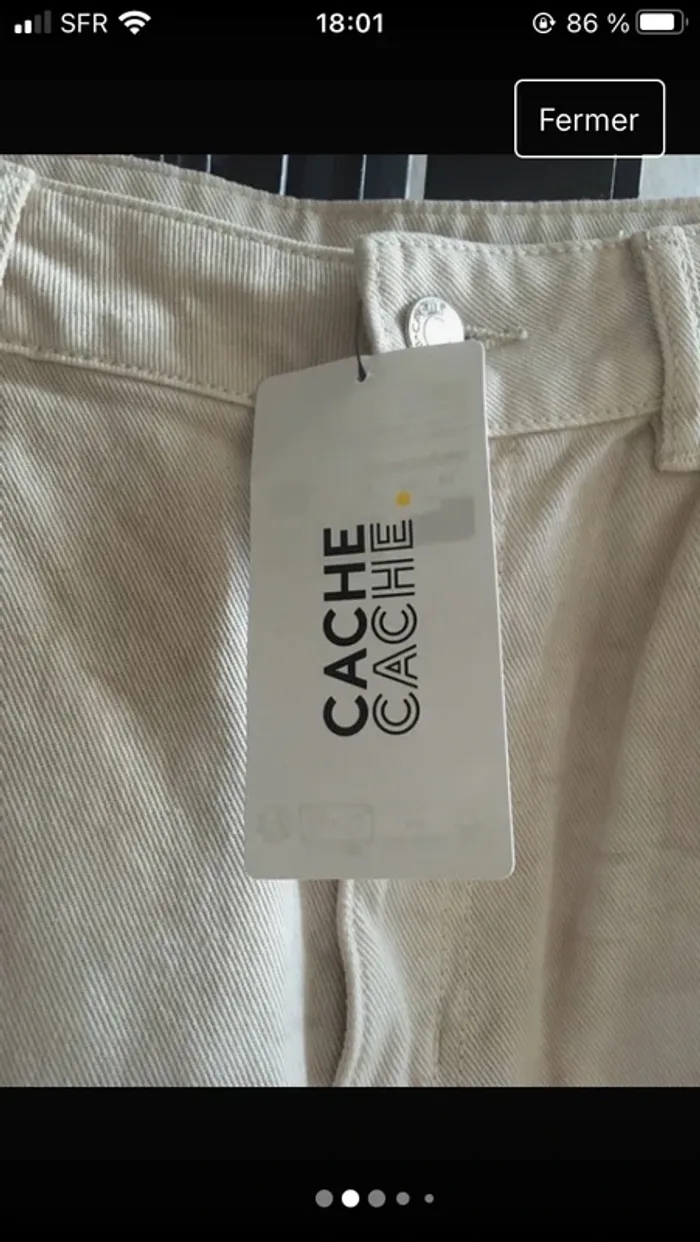 SFR
18:01
86 %
Fermer
CACHE
CACHE